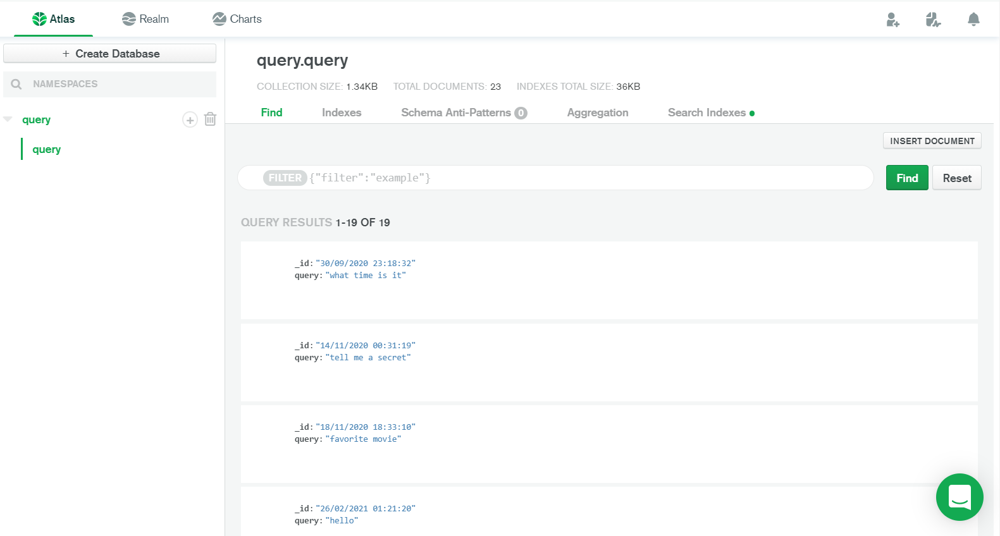 Atlas Realm Charts
+ Create Database
NAMESPACES
query
query
query.query
COLLECTION SIZE: 1.34KB TOTAL DOCUMENTS: 23 INDEXES TOTAL SIZE: 36KB
Find Indexes Schema Anti-Patterns 0 Aggregation Search Indexes
INSERT DOCUMENT
FILTER {"filter":"example"} Find Reset
QUERY RESULTS 1-19 OF 19
_id: "30/09/2020 23:18:32"
query: "what time is it"
_id: "14/11/2020 00:31:19"
query: "tell me a secret"
_id: "18/11/2020 18:33:10"
query: "favorite movie"
_id: "26/02/2021 01:21:20"
query: "hello"